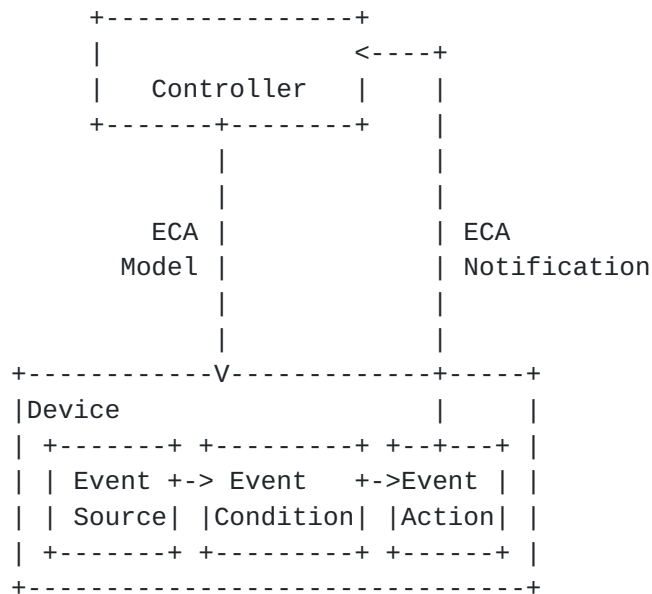 Controller
ECA ECA
Model Notification
Device
Event Event Event
Source Condition Action